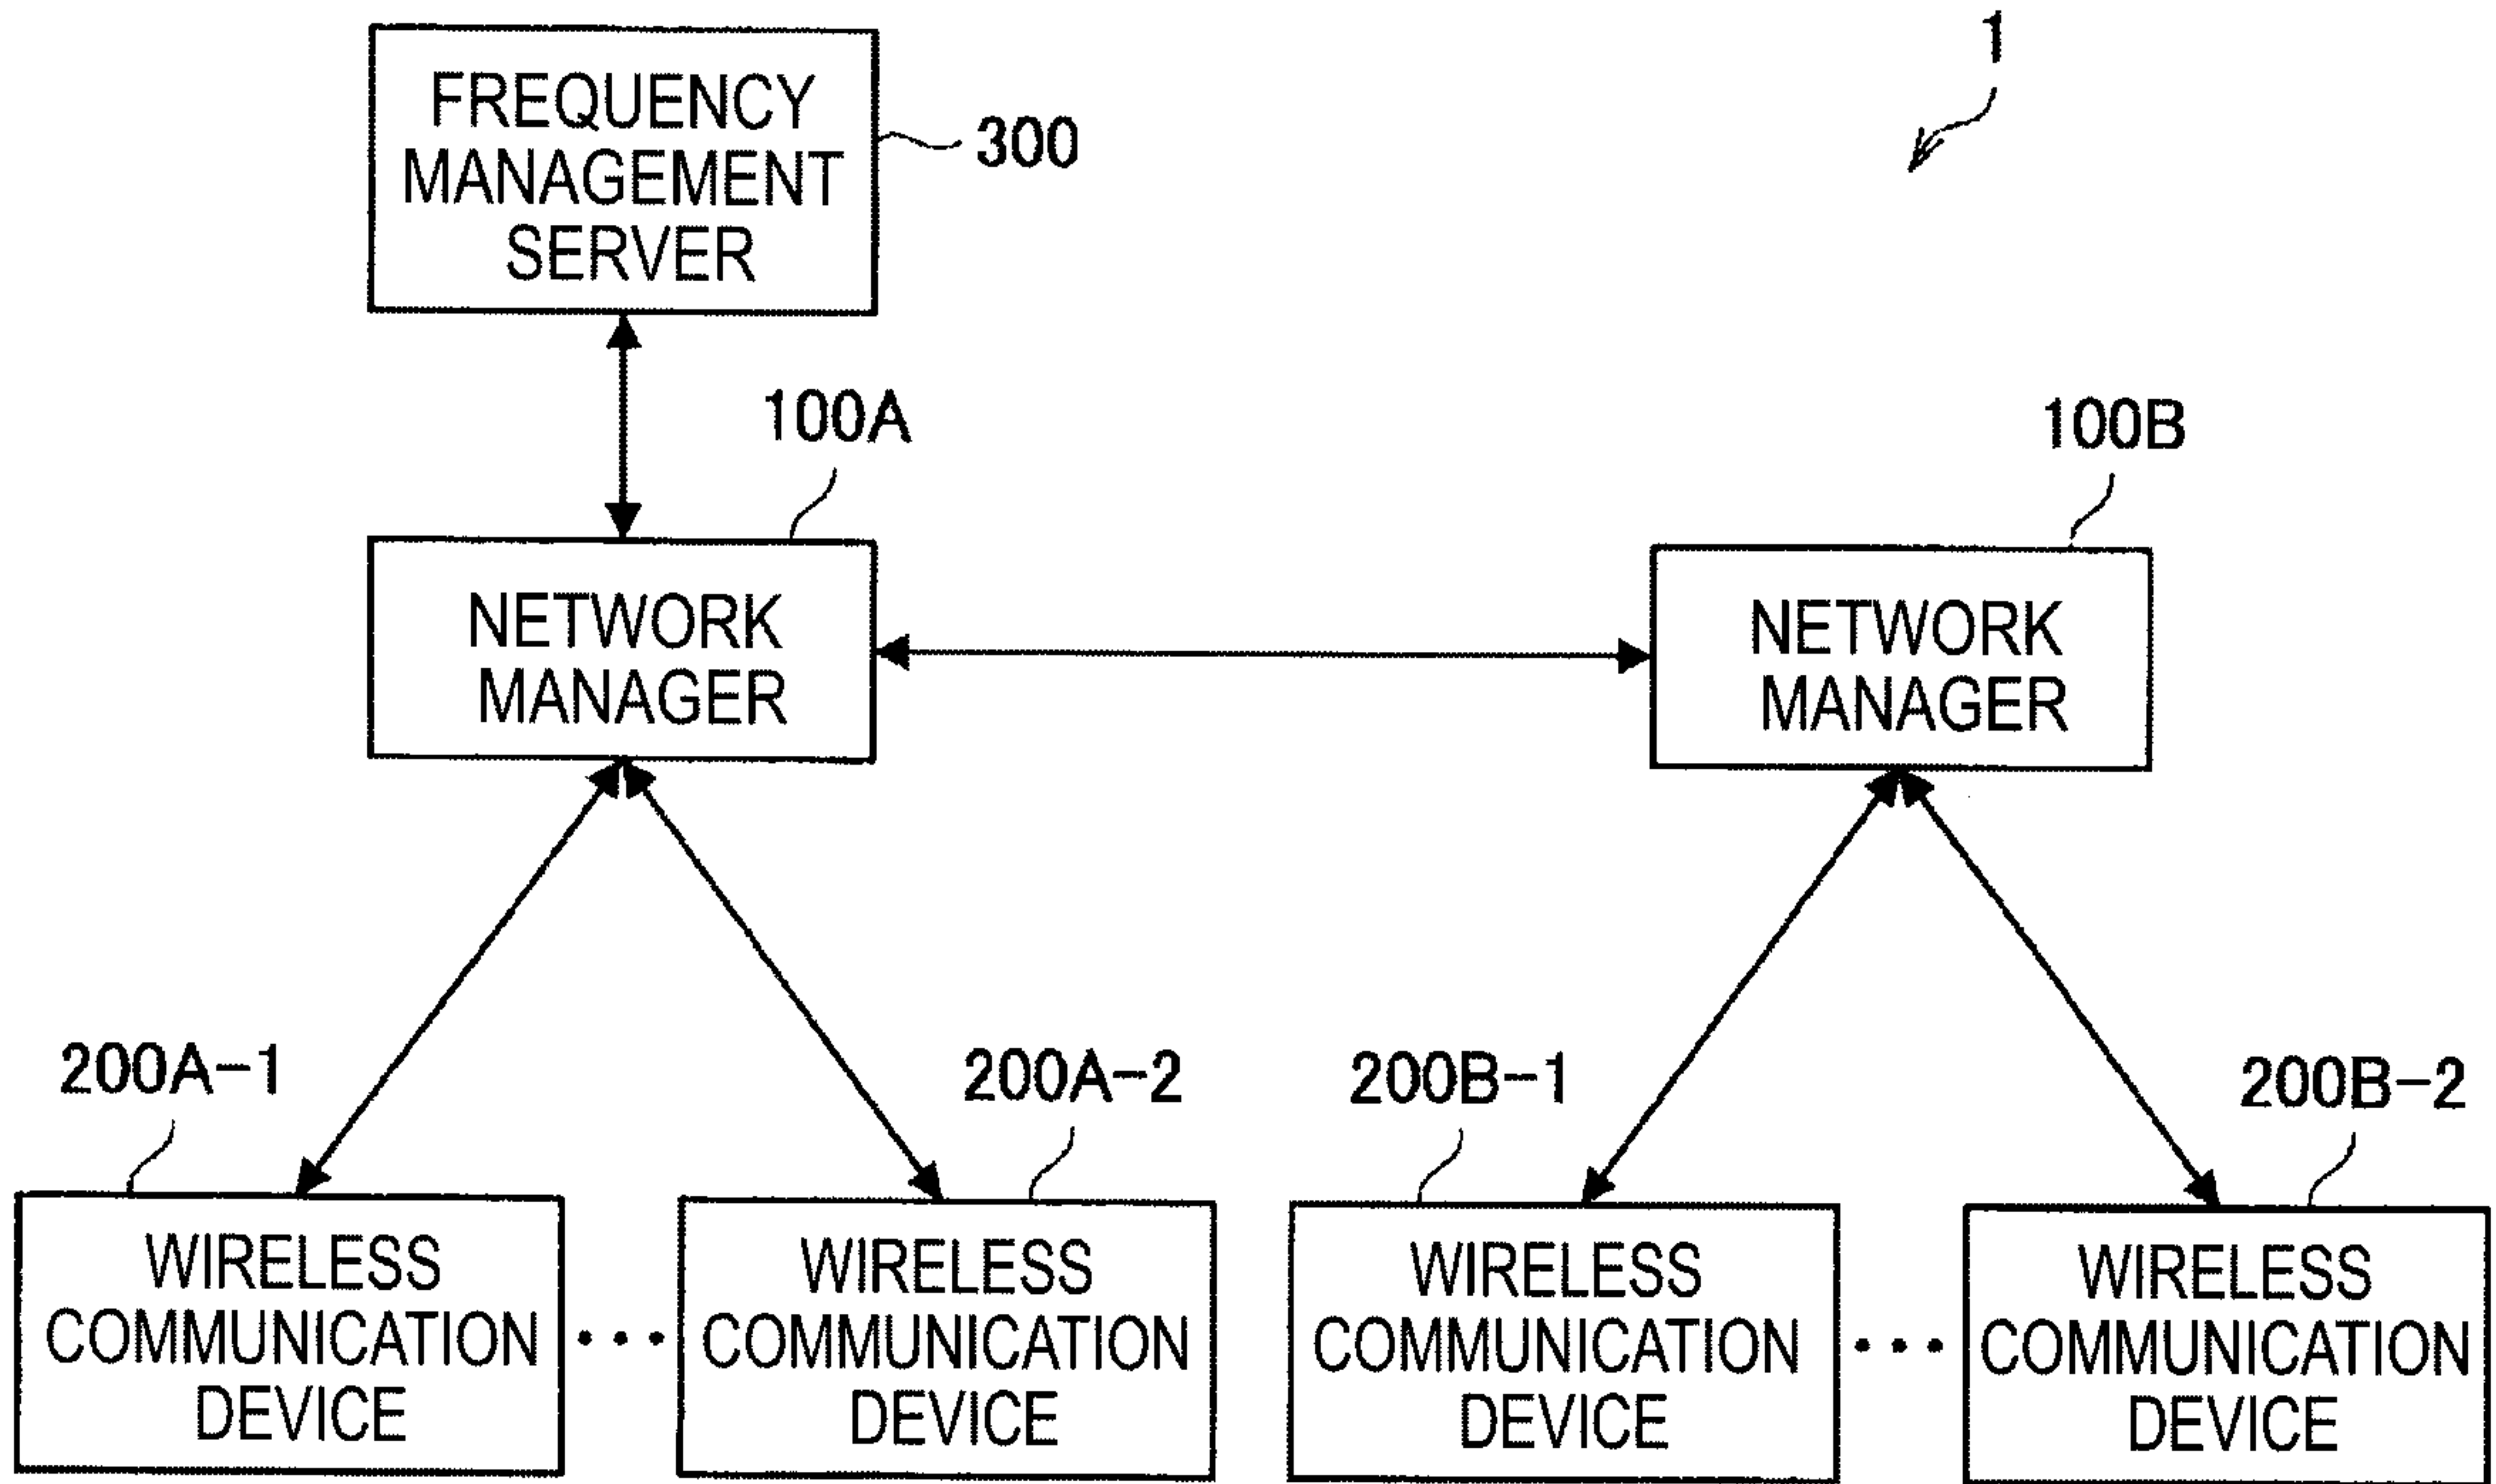 1
FREQUENCY
MANAGEMENT
SERVER
300
100A
100B
NETWORK
MANAGER
NETWORK
MANAGER
200A-1
200A-2
200B-1
200B-2
WIRELESS
COMMUNICATION
DEVICE
...
WIRELESS
COMMUNICATION
DEVICE
WIRELESS
COMMUNICATION
DEVICE
...
WIRELESS
COMMUNICATION
DEVICE